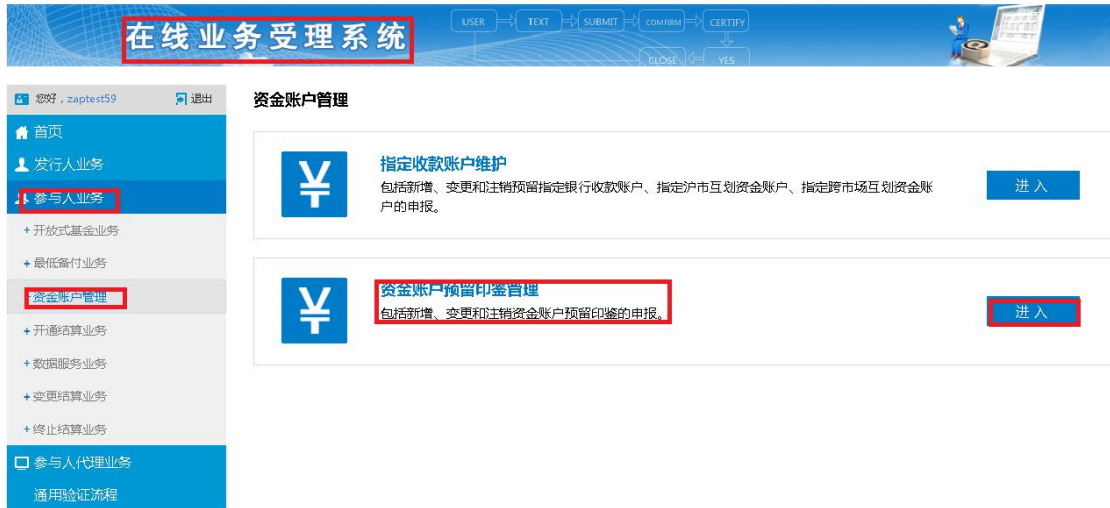 在线业务受理系统
USER TEXT SUBMIT COMFIRM CERTIFY
CLOSE YES
您好，zaptest59 退出
资金账户管理
首页
发行人业务
参与人业务
+开放式基金业务
+最低备付业务
资金账户管理
+开通结算业务
+数据服务业务
+变更结算业务
+终止结算业务
参与人代理业务
通用验证流程
指定收款账户维护
包括新增、变更和注销预留指定银行收款账户、指定沪市互划资金账户、指定跨市场互划资金账
户的申报。
进入
资金账户预留印鉴管理
包括新增、变更和注销资金账户预留印鉴的申报。
进入